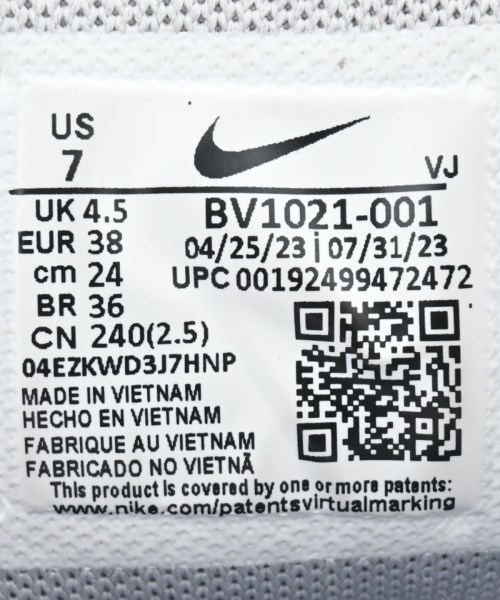 US
7
VJ
UK 4.5
BV1021-001
EUR 38
04/25/23 | 07/31/23
cm 24
UPC 00192499472472
BR 36
CN 240(2.5)
04EZKWD3J7HNP
MADE IN VIETNAM
HECHO EN VIETNAM
FABRIQUE AU VIETNAM
FABRICADO NO VIETNÃ
This product is covered by one or more patents:
www.nike.com/patentsvirtualmarking